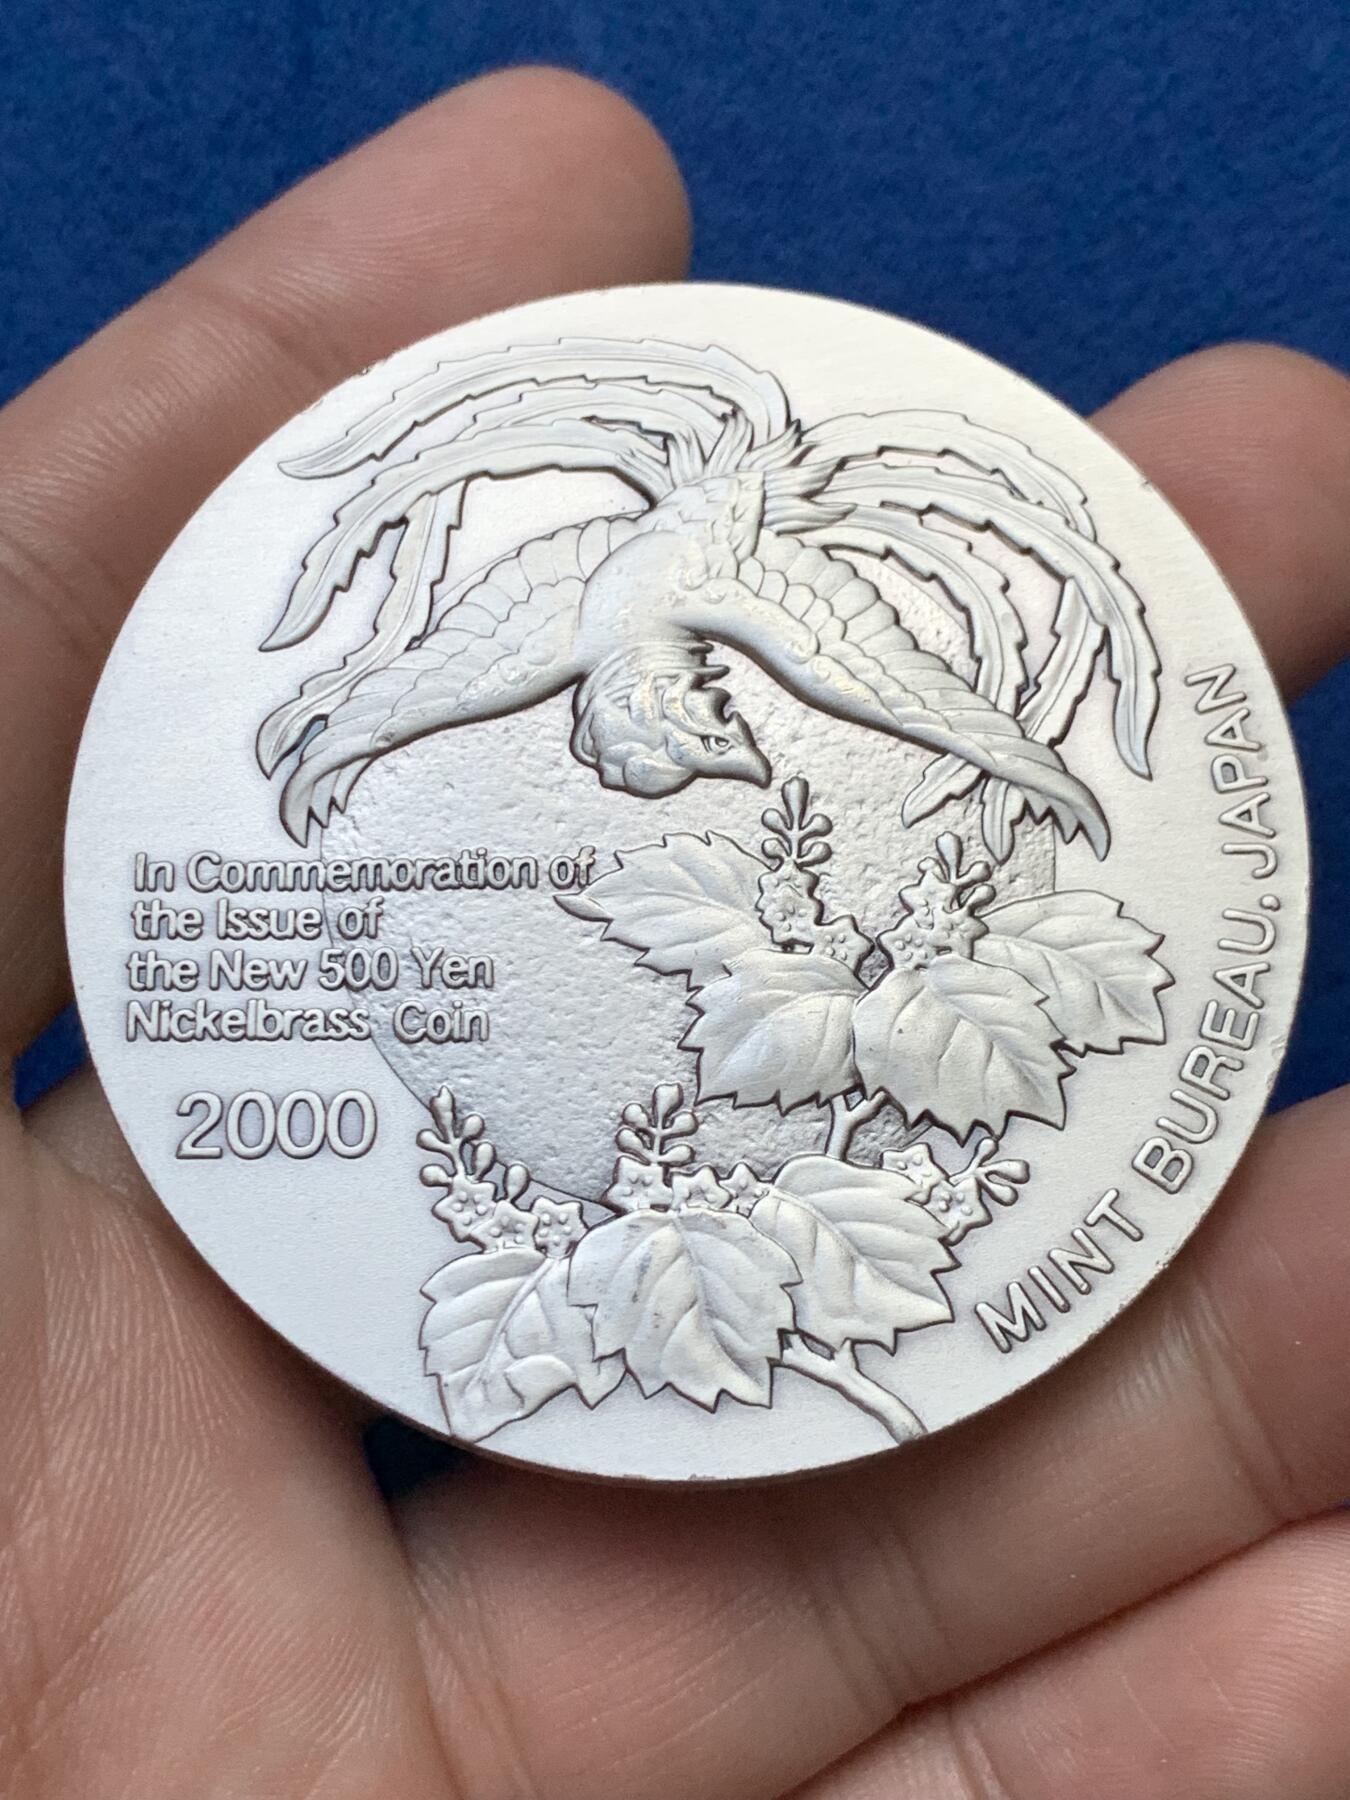 In Commemoration of
the Issue of
the New 500 Yen
Nickelbrass Coin
2000
MINT BUREAU. JAPAN